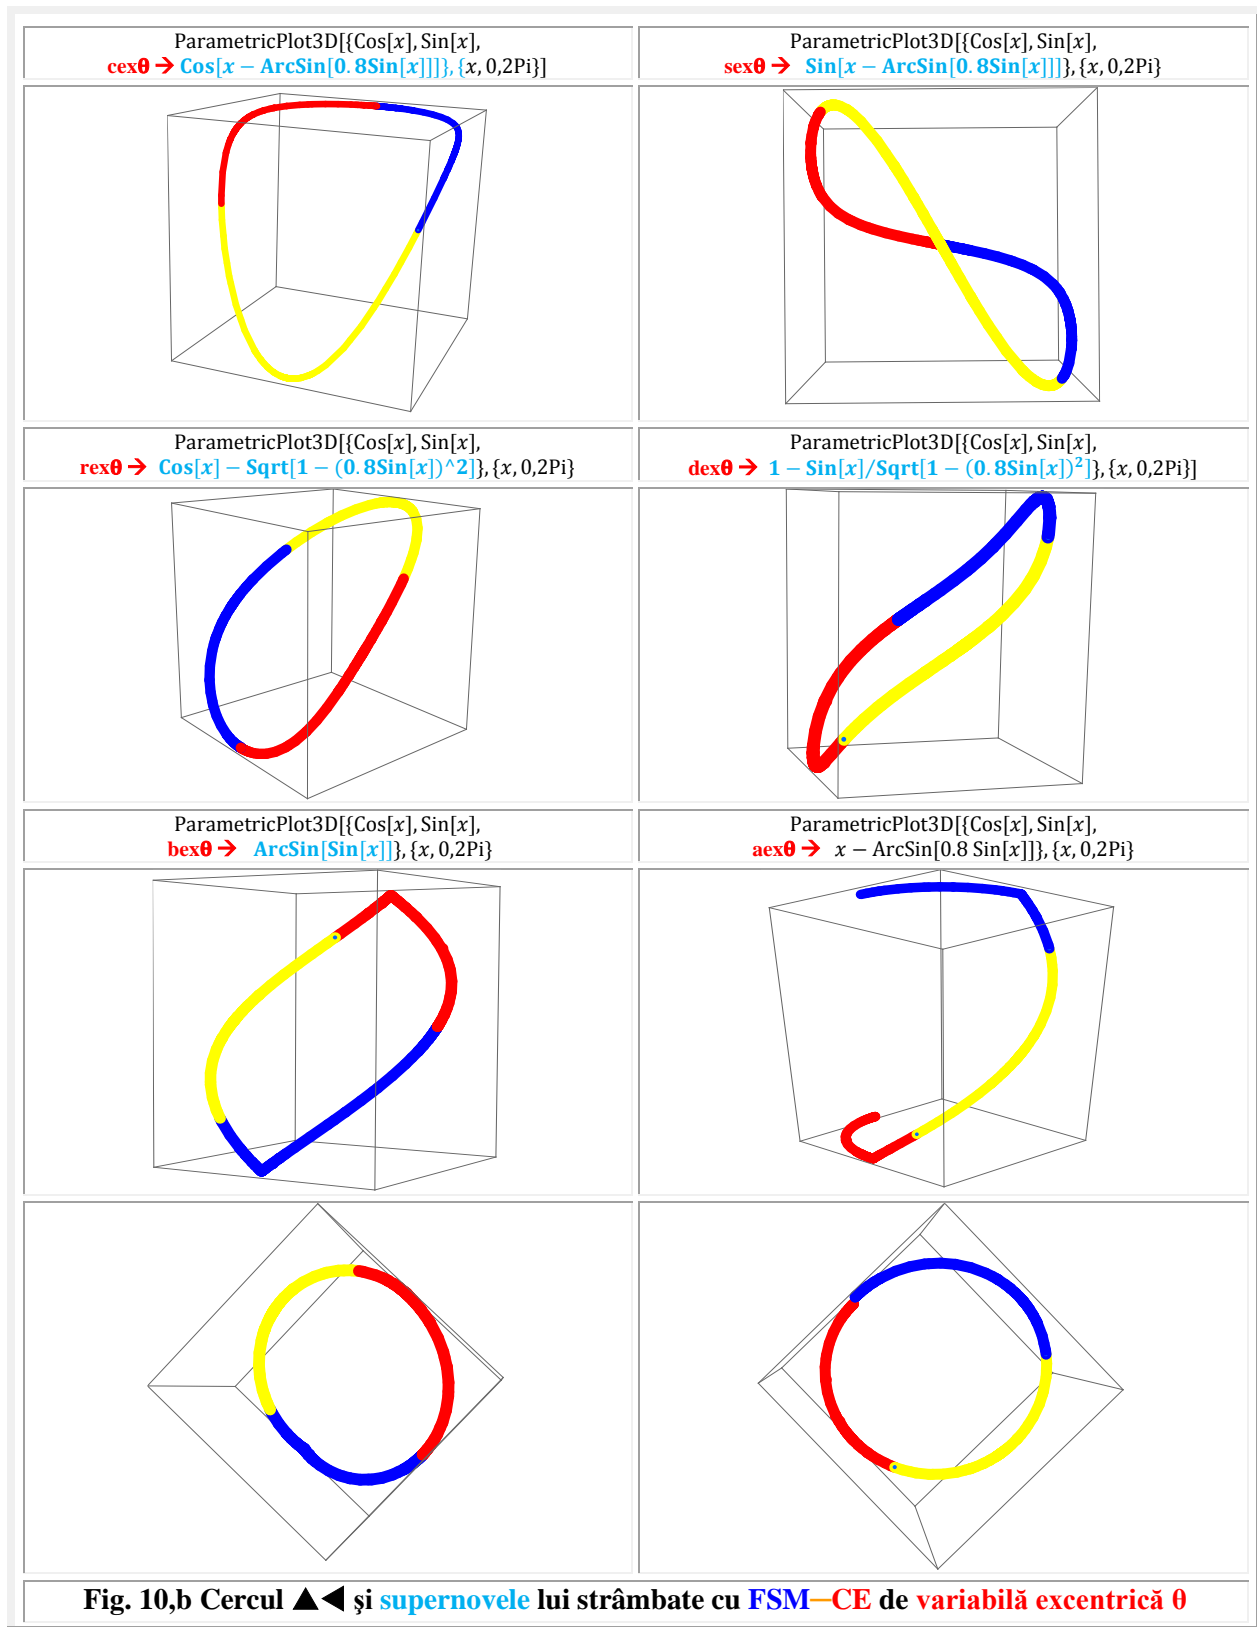 ParametricPlot3D[{Cos[x], Sin[x],
cexθ → Cos[x − ArcSin[0.8Sin[x]]]}, {x, 0,2Pi}]
ParametricPlot3D[{Cos[x], Sin[x],
sexθ → Sin[x − ArcSin[0.8Sin[x]]]}, {x, 0,2Pi}
ParametricPlot3D[{Cos[x], Sin[x],
rexθ → Cos[x] − Sqrt[1 − (0.8Sin[x])^2]}, {x, 0,2Pi}
ParametricPlot3D[{Cos[x], Sin[x],
dexθ → 1 − Sin[x]/Sqrt[1 − (0.8Sin[x])²]}, {x, 0,2Pi}]
ParametricPlot3D[{Cos[x], Sin[x],
bexθ → ArcSin[Sin[x]]}, {x, 0,2Pi}
ParametricPlot3D[{Cos[x], Sin[x],
aexθ → x − ArcSin[0.8 Sin[x]]}, {x, 0,2Pi}
Fig. 10,b Cercul ▲◄ şi supernovele lui strâmbate cu FSM—CE de variabilă excentrică θ